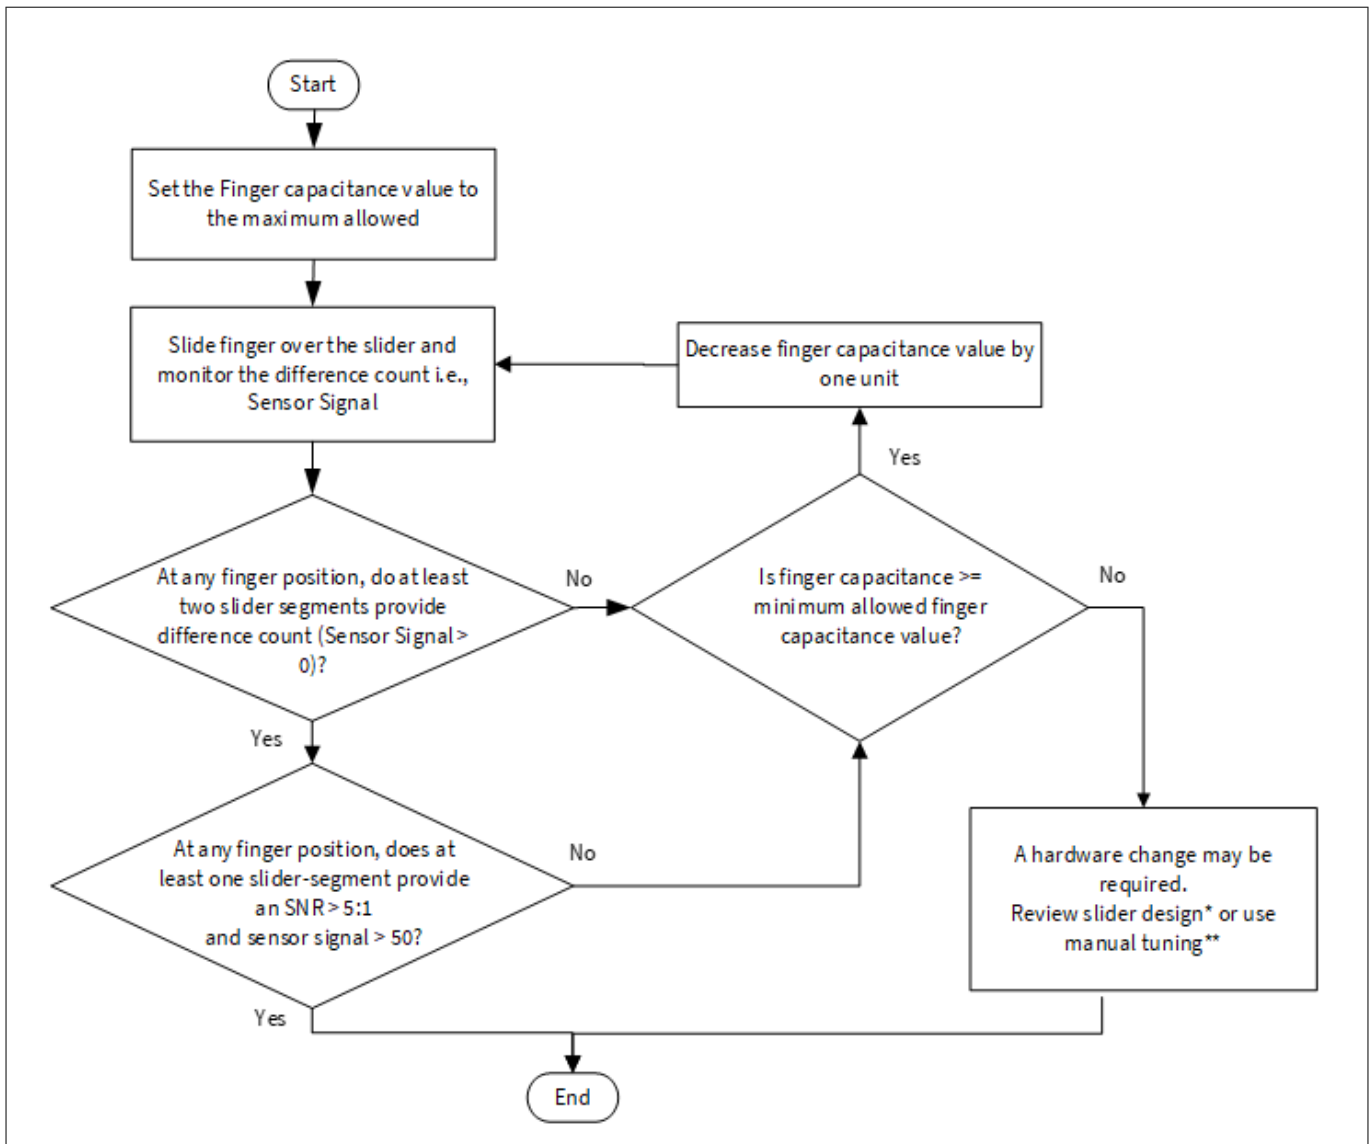 Start
Set the Finger capacitance value to
the maximum allowed
Slide finger over the slider and
monitor the difference count i.e.,
Sensor Signal
Decrease finger capacitance value by
one unit
Yes
At any finger position, do at least
two slider segments provide
difference count (Sensor Signal >
0)?
No
Is finger capacitance >=
minimum allowed finger
capacitance value?
No
Yes
At any finger position, does at
least one slider-segment provide
an SNR > 5:1
and sensor signal > 50?
No
A hardware change may be
required.
Review slider design* or use
manual tuning**
Yes
End